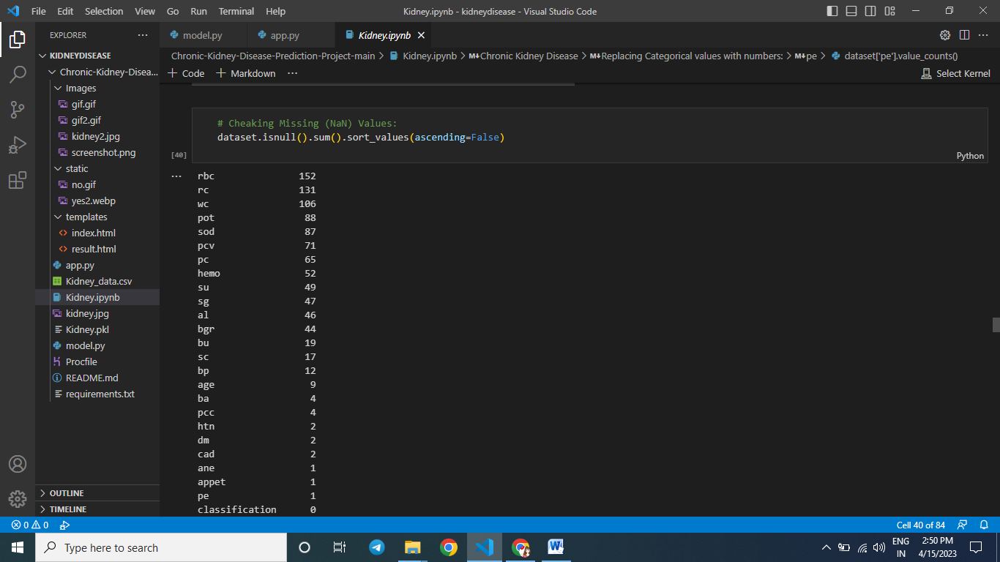 File Edit Selection View Go Run Terminal Help
Kidney.ipynb - kidneydisease - Visual Studio Code
EXPLORER
KIDNEYDISEASE
Chronic-Kidney-Disea...
Images
gif.gif
gif2.gif
kidney2.jpg
screenshot.png
static
no.gif
yes2.webp
templates
index.html
result.html
app.py
Kidney_data.csv
Kidney.ipynb
kidney.jpg
Kidney.pkl
model.py
Procfile
README.md
requirements.txt
OUTLINE
TIMELINE
model.py app.py Kidney.ipynb
Chronic-Kidney-Disease-Prediction-Project-main > Kidney.ipynb > M↓Chronic Kidney Disease > M↓Replacing Categorical values with numbers: > M↓pe > dataset['pe'].value_counts()
+ Code + Markdown ... Select Kernel
# Cheaking Missing (NaN) Values:
dataset.isnull().sum().sort_values(ascending=False)
[40] Python
... rbc 152
rc 131
wc 106
pot 88
sod 87
pcv 71
pc 65
hemo 52
su 49
sg 47
al 46
bgr 44
bu 19
sc 17
bp 12
age 9
ba 4
pcc 4
htn 2
dm 2
cad 2
ane 1
appet 1
pe 1
classification 0
0 0 Cell 40 of 84
Type here to search
W
ENG
IN
2:50 PM
4/15/2023